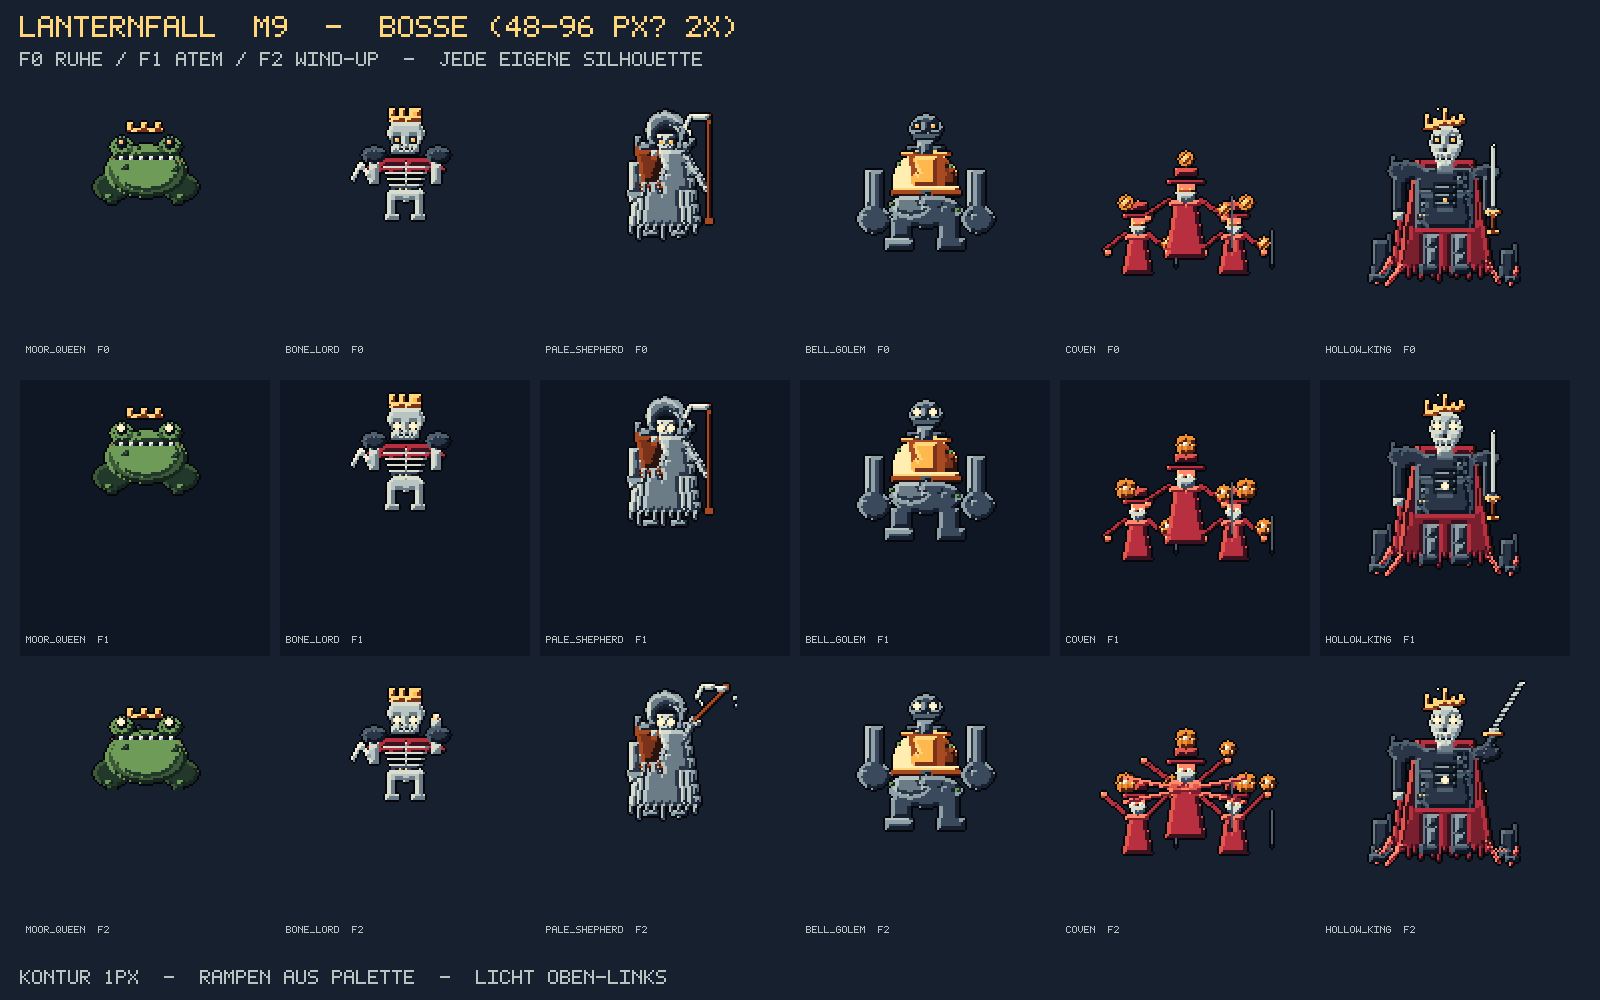 LANTERNFALL M9 - BOSSE (48-96 PX? 2X)
F0 RUHE / F1 ATEM / F2 WIND-UP - JEDE EIGENE SILHOUETTE
MOOR_QUEEN F0
BONE_LORD F0
PALE_SHEPHERD F0
BELL_GOLEM F0
COVEN F0
HOLLOW_KING F0
MOOR_QUEEN F1
BONE_LORD F1
PALE_SHEPHERD F1
BELL_GOLEM F1
COVEN F1
HOLLOW_KING F1
MOOR_QUEEN F2
BONE_LORD F2
PALE_SHEPHERD F2
BELL_GOLEM F2
COVEN F2
HOLLOW_KING F2
KONTUR 1PX - RAMPEN AUS PALETTE - LICHT OBEN-LINKS